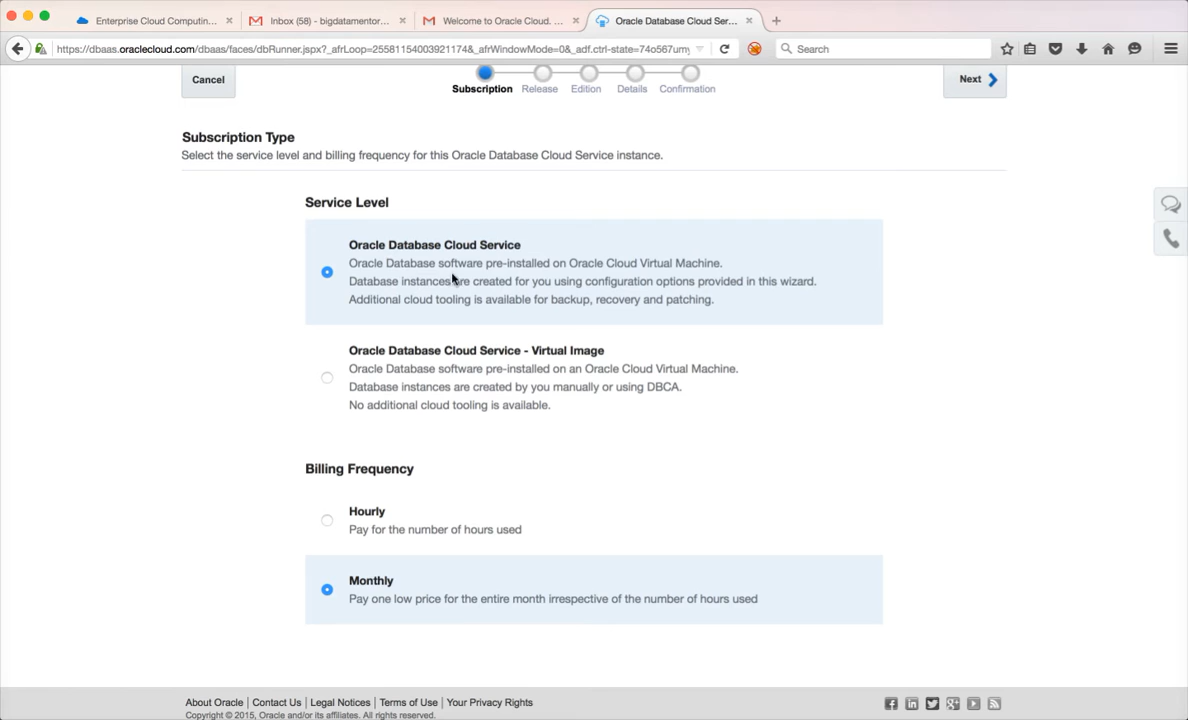 Enterprise Cloud Computin...
Inbox (58) - bigdatamentor...
Welcome to Oracle Cloud. ...
Oracle Database Cloud Ser...
https://dbaas.oraclecloud.com/dbaas/faces/dbRunner.jspx?_afrLoop=25581154003921174&_afrWindowMode=0&_adf.ctrl-state=74o567umy
Search
Cancel
Subscription
Release
Edition
Details
Confirmation
Next
Subscription Type
Select the service level and billing frequency for this Oracle Database Cloud Service instance.
Service Level
Oracle Database Cloud Service
Oracle Database software pre-installed on Oracle Cloud Virtual Machine.
Database instances are created for you using configuration options provided in this wizard.
Additional cloud tooling is available for backup, recovery and patching.
Oracle Database Cloud Service - Virtual Image
Oracle Database software pre-installed on an Oracle Cloud Virtual Machine.
Database instances are created by you manually or using DBCA.
No additional cloud tooling is available.
Billing Frequency
Hourly
Pay for the number of hours used
Monthly
Pay one low price for the entire month irrespective of the number of hours used
About Oracle | Contact Us | Legal Notices | Terms of Use | Your Privacy Rights
Copyright © 2015, Oracle and/or its affiliates. All rights reserved.